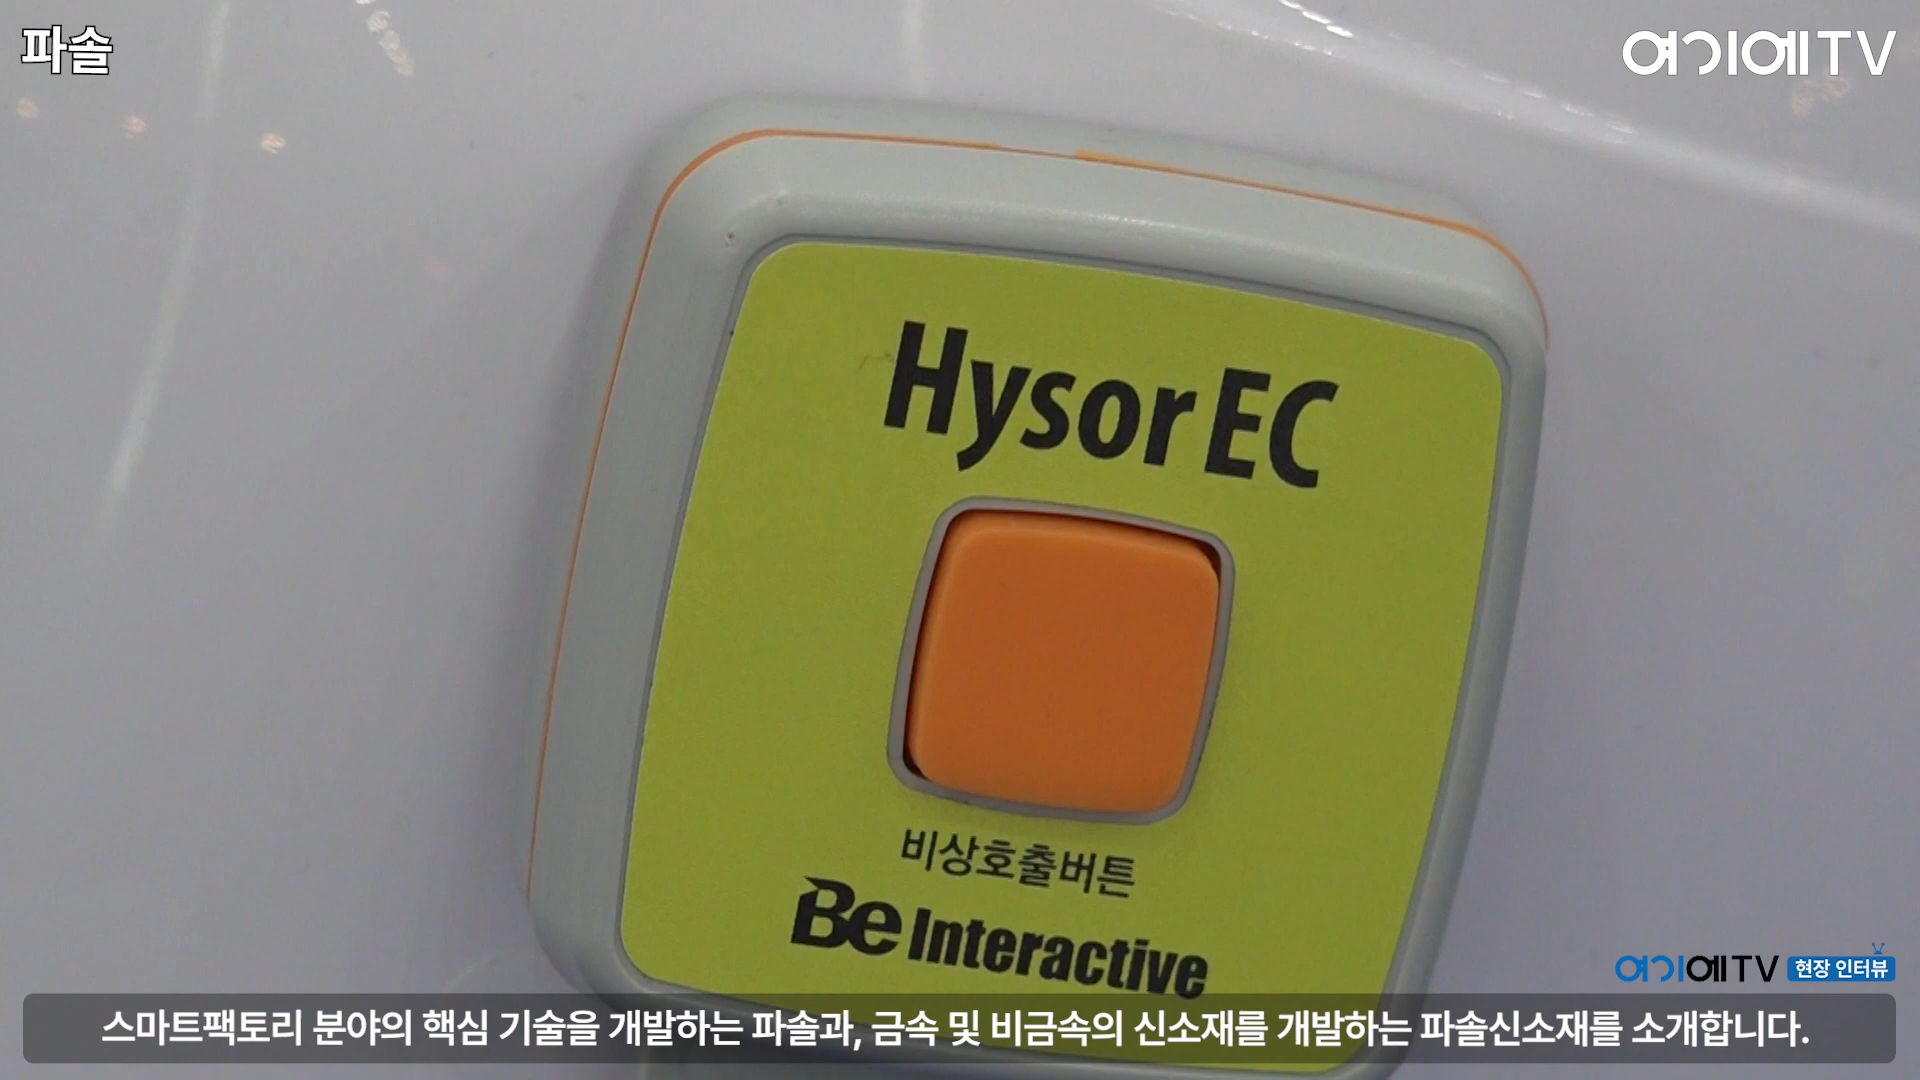 파솔
여기에TV
Hysor EC
비상호출버튼
Be Interactive
여기에TV 현장 인터뷰
스마트팩토리 분야의 핵심 기술을 개발하는 파솔과, 금속 및 비금속의 신소재를 개발하는 파솔신소재를 소개합니다.